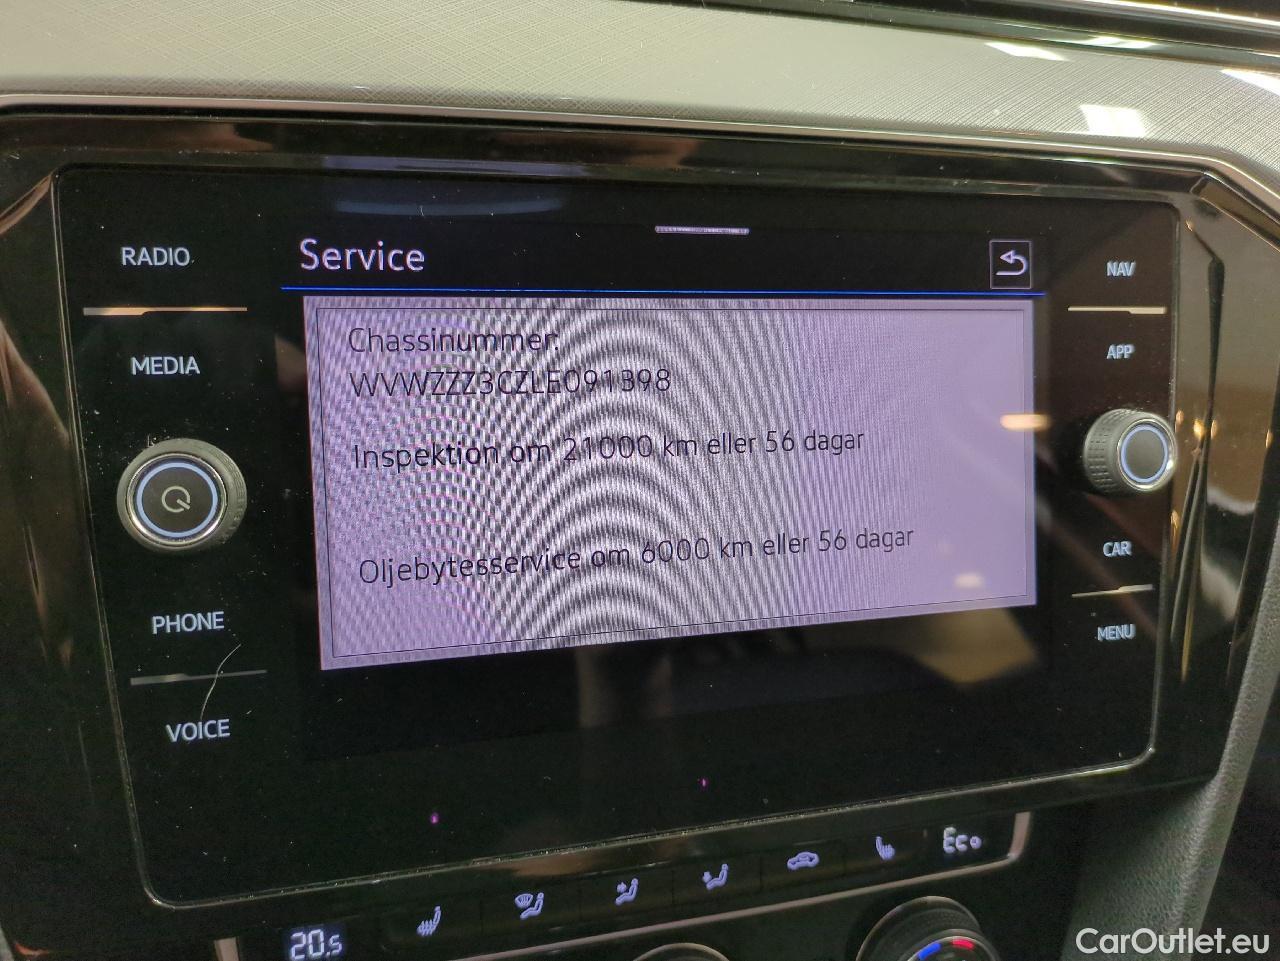 Service
RADIO
MEDIA
PHONE
VOICE
Chassinummer:
WVWZZZ3CZLE091398
Inspektion om 21000 km eller 56 dagar
Oljebytesservice om 6000 km eller 56 dagar
NAV
APP
CAR
MENU
20.5
Eco
CarOutlet.eu